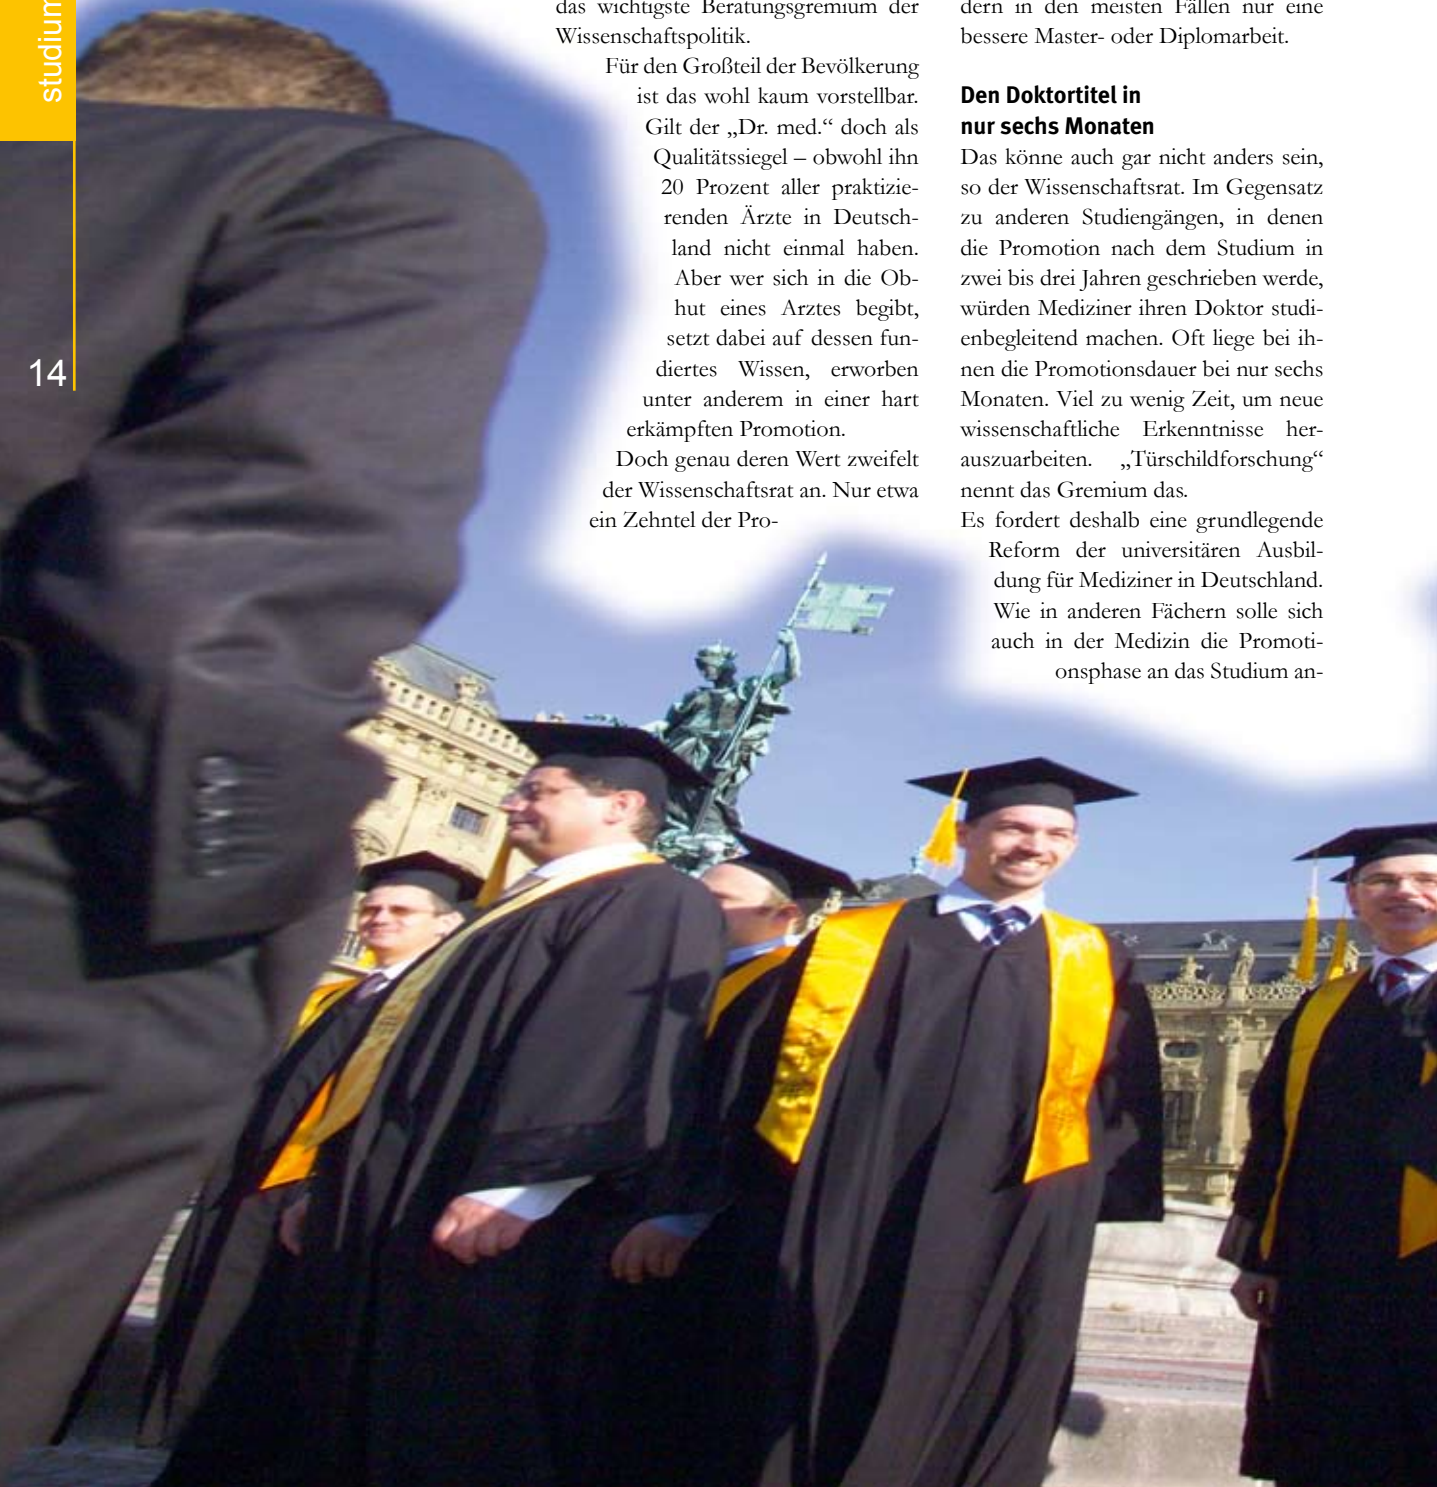 studium
14
das wichtigste Beratungsgremium der
Wissenschaftspolitik.
Für den Großteil der Bevölkerung
ist das wohl kaum vorstellbar.
Gilt der „Dr. med.“ doch als
Qualitätssiegel – obwohl ihn
20 Prozent aller praktizie-
renden Ärzte in Deutsch-
land nicht einmal haben.
Aber wer sich in die Ob-
hut eines Arztes begibt,
setzt dabei auf dessen fun-
diertes Wissen, erworben
unter anderem in einer hart
erkämpften Promotion.
Doch genau deren Wert zweifelt
der Wissenschaftsrat an. Nur etwa
ein Zehntel der Pro-
dern in den meisten Fällen nur eine
bessere Master- oder Diplomarbeit.
Den Doktortitel in
nur sechs Monaten
Das könne auch gar nicht anders sein,
so der Wissenschaftsrat. Im Gegensatz
zu anderen Studiengängen, in denen
die Promotion nach dem Studium in
zwei bis drei Jahren geschrieben werde,
würden Mediziner ihren Doktor studi-
enbegleitend machen. Oft liege bei ih-
nen die Promotionsdauer bei nur sechs
Monaten. Viel zu wenig Zeit, um neue
wissenschaftliche Erkenntnisse her-
auszuarbeiten. „Türschildforschung“
nennt das Gremium das.
Es fordert deshalb eine grundlegende
Reform der universitären Ausbil-
dung für Mediziner in Deutschland.
Wie in anderen Fächern solle sich
auch in der Medizin die Promoti-
onsphase an das Studium an-